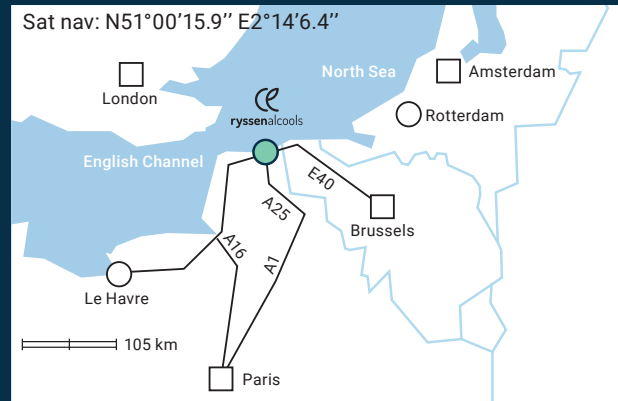 Sat nav: N51°00’15.9’’ E2°14’6.4’’
North Sea
Amsterdam
London
Rotterdam
ryssenalcools
English Channel
E40
A25
Brussels
A16
A1
Le Havre
105 km
Paris